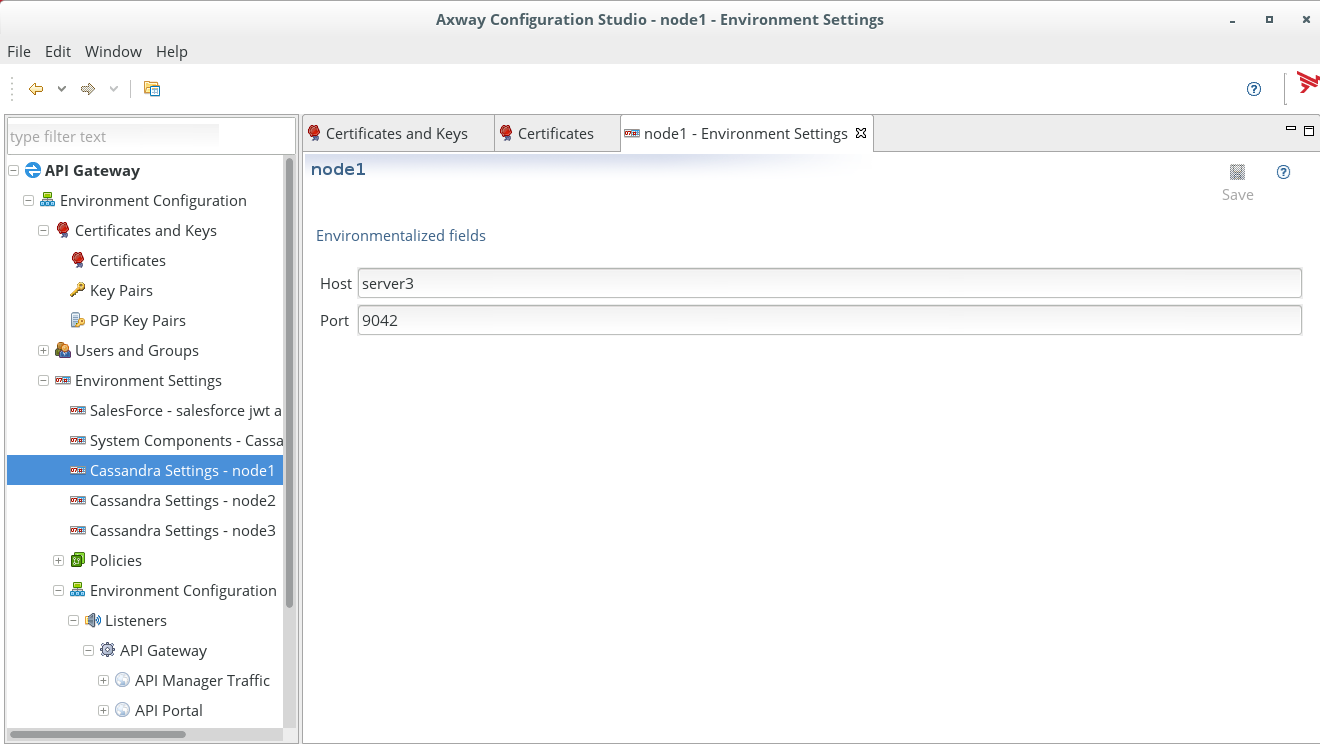 Axway Configuration Studio - node1 - Environment Settings
File Edit Window Help
type filter text
API Gateway
Environment Configuration
Certificates and Keys
Certificates
Key Pairs
PGP Key Pairs
Users and Groups
Environment Settings
SalesForce - salesforce jwt a
System Components - Cassa
Cassandra Settings - node1
Cassandra Settings - node2
Cassandra Settings - node3
Policies
Environment Configuration
Listeners
API Gateway
API Manager Traffic
API Portal
Certificates and Keys
Certificates
node1 - Environment Settings
node1
Save
Environmentalized fields
Host server3
Port 9042